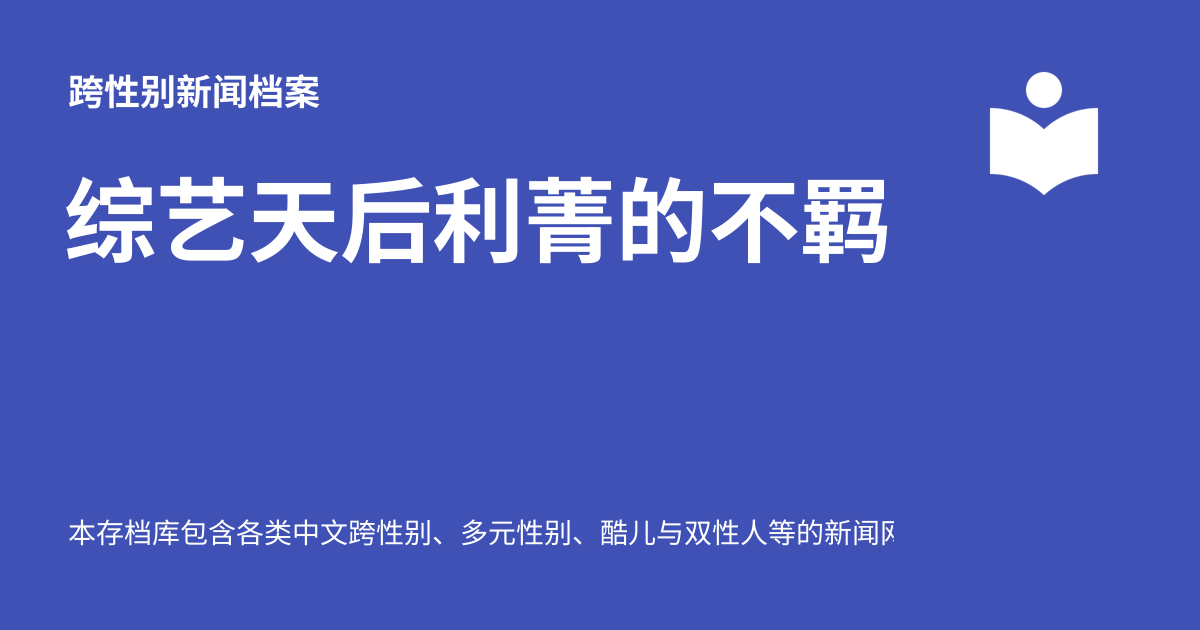 跨性别新闻档案
综艺天后利菁的不羁
本存档库包含各类中文跨性别、多元性别、酷儿与双性人等的新闻网